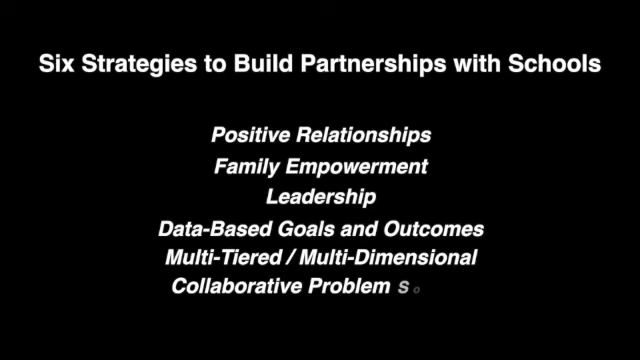 Six Strategies to Build Partnerships with Schools
Positive Relationships
Family Empowerment
Leadership
Data-Based Goals and Outcomes
Multi-Tiered / Multi-Dimensional
Collaborative Problem so